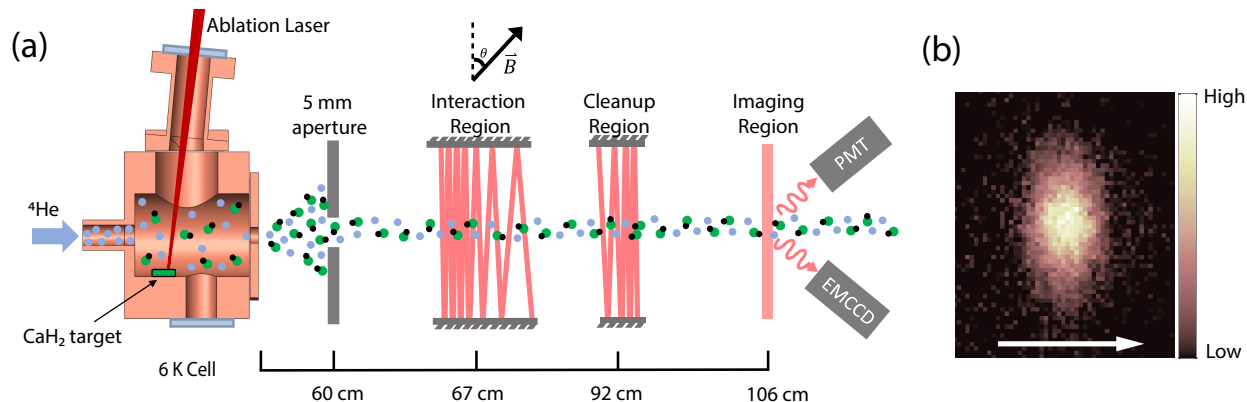 (a)
Ablation Laser
⁴He
CaH₂ target
6 K Cell
5 mm
aperture
θ
B⃗
Interaction
Region
Cleanup
Region
Imaging
Region
PMT
EMCCD
60 cm
67 cm
92 cm
106 cm
(b)
High
Low